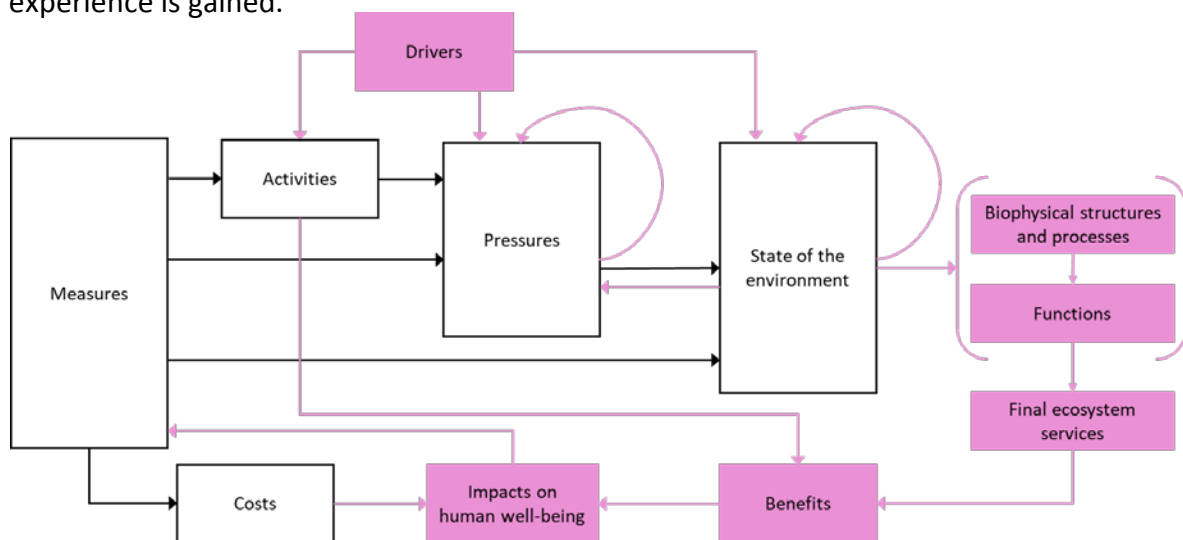 experience is gained.
Drivers
Activities
Pressures
State of the
environment
Measures
Biophysical structures
and processes
Functions
Final ecosystem
services
Costs
Impacts on
human well-being
Benefits